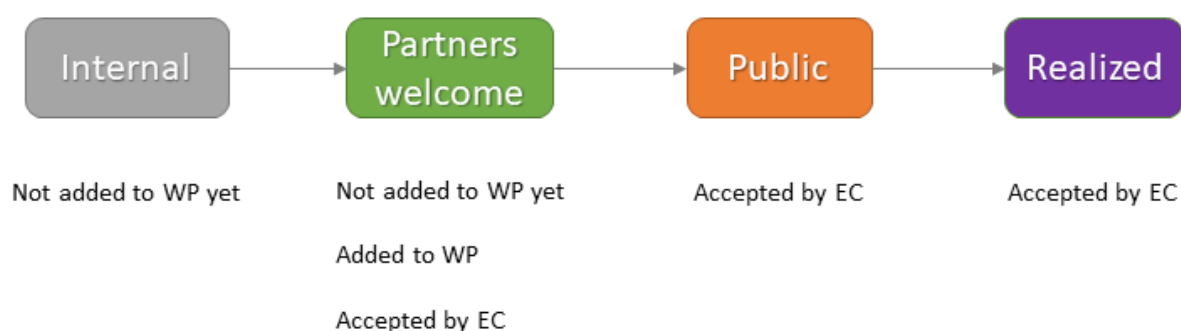 Internal
Partners
welcome
Public
Realized
Not added to WP yet
Not added to WP yet
Accepted by EC
Accepted by EC
Added to WP
Accepted by EC